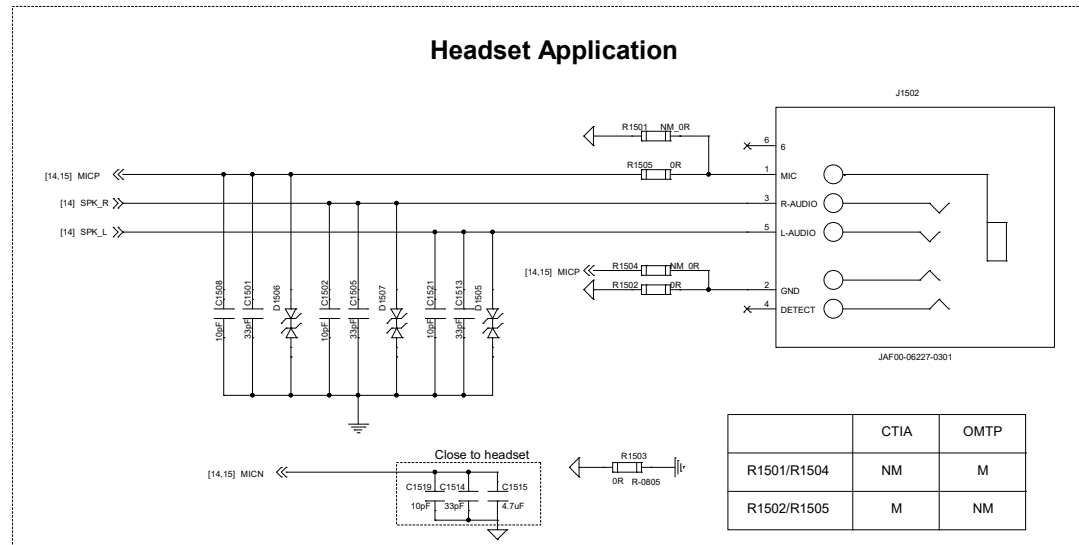 Headset Application
J1502
R1501 NM_0R
6 6
R1505 0R
1 MIC
[14,15] MICP
[14] SPK_R
3 R-AUDIO
[14] SPK_L
5 L-AUDIO
[14,15] MICP
R1504 NM_0R
R1502 0R
2 GND
4 DETECT
C1508 10pF
C1501 33pF
D1506
C1502 10pF
C1505 33pF
D1507
C1521 10pF
C1513 33pF
D1505
JAF00-06227-0301
[14,15] MICN
Close to headset
C1519 C1514 C1515
10pF 33pF 4.7uF
R1503
0R R-0805
CTIA OMTP
R1501/R1504 NM M
R1502/R1505 M NM